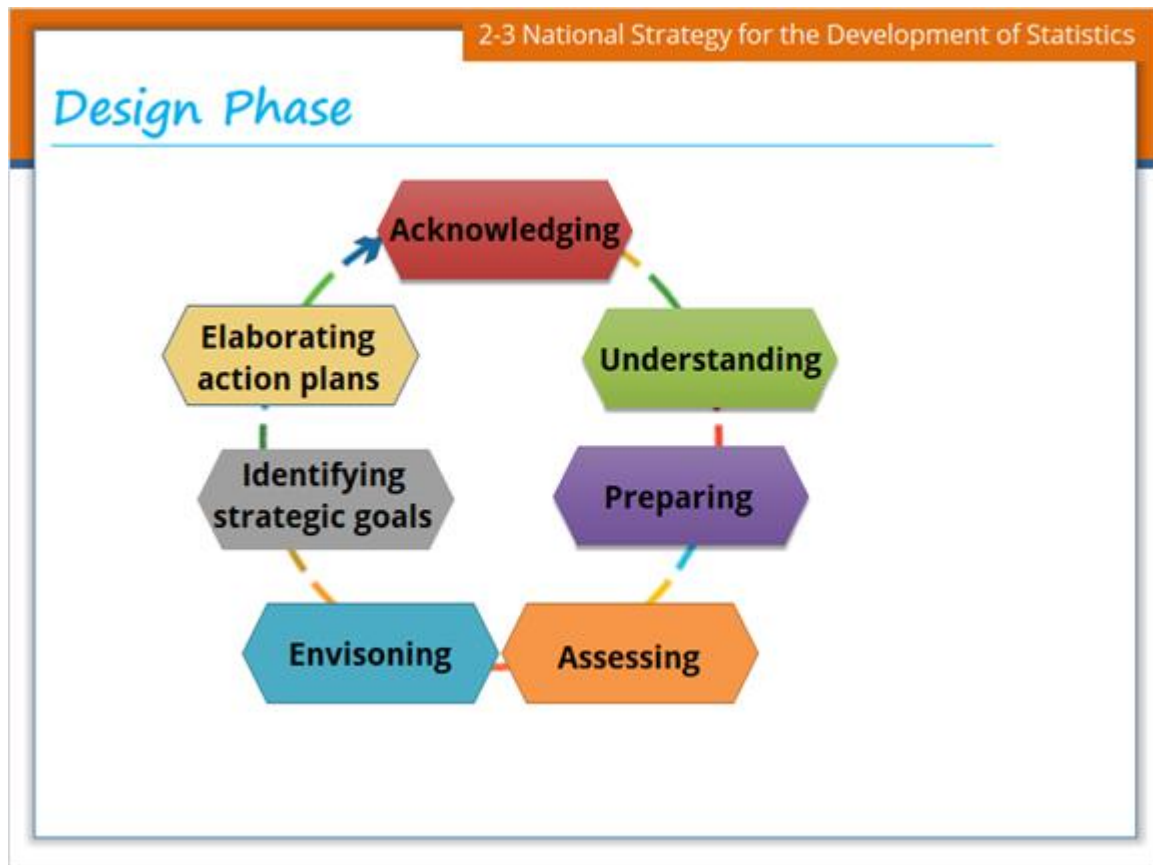 2-3 National Strategy for the Development of Statistics
Design Phase
Acknowledging
Understanding
Preparing
Assessing
Envisoning
Identifying
strategic goals
Elaborating
action plans